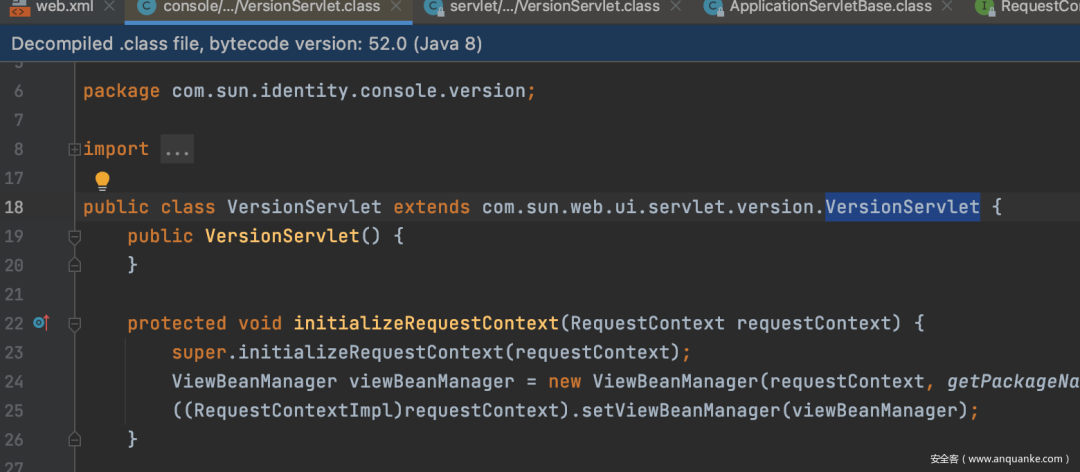 web.xml console/.../VersionServlet.class servlet/.../VersionServlet.class ApplicationServletBase.class RequestCo
Decompiled .class file, bytecode version: 52.0 (Java 8)
6 package com.sun.identity.console.version;
7
8 import ...
17
18 public class VersionServlet extends com.sun.web.ui.servlet.version.VersionServlet {
19 public VersionServlet() {
20 }
21
22 protected void initializeRequestContext(RequestContext requestContext) {
23 super.initializeRequestContext(requestContext);
24 ViewBeanManager viewBeanManager = new ViewBeanManager(requestContext, getPackageNa
25 ((RequestContextImpl)requestContext).setViewBeanManager(viewBeanManager);
26 }
27
安全客（www.anquanke.com）